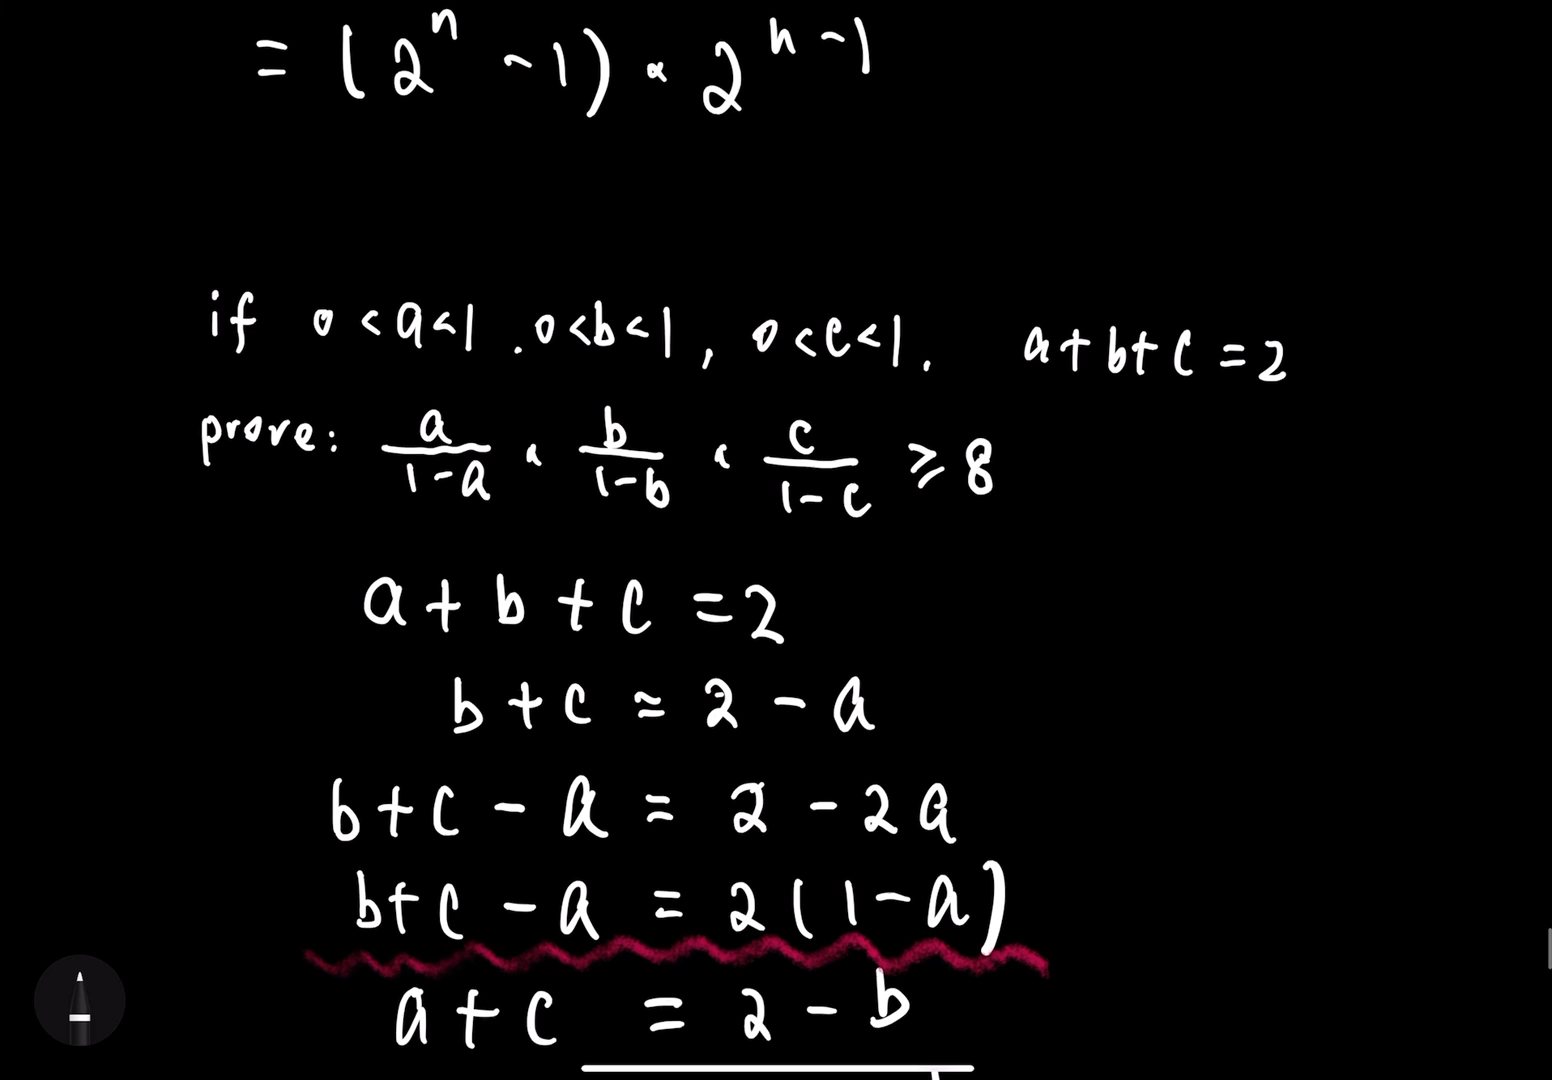 = (2^n - 1) · 2^{n-1}
if 0<a<1 . 0<b<1 , 0<c<1 . a+b+c=2
prove: a/(1-a) · b/(1-b) · c/(1-c) ⩾ 8
a + b + c = 2
b + c = 2 - a
b + c - a = 2 - 2a
b + c - a = 2(1-a)
a + c = 2 - b